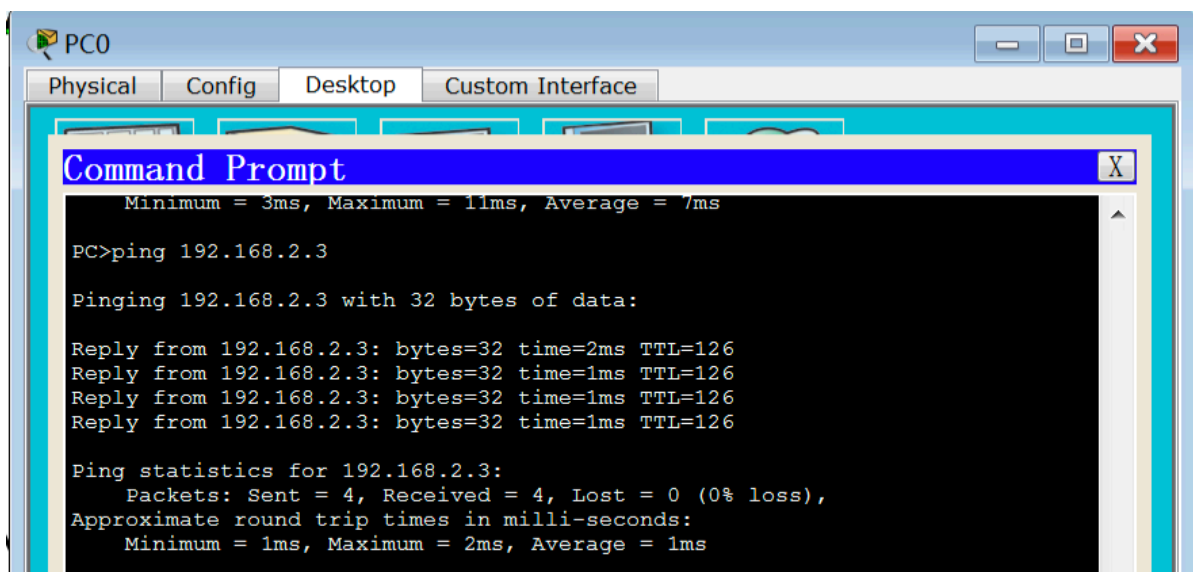 PC0
Physical Config Desktop Custom Interface
Command Prompt
X
Minimum = 3ms, Maximum = 11ms, Average = 7ms
PC>ping 192.168.2.3
Pinging 192.168.2.3 with 32 bytes of data:
Reply from 192.168.2.3: bytes=32 time=2ms TTL=126
Reply from 192.168.2.3: bytes=32 time=1ms TTL=126
Reply from 192.168.2.3: bytes=32 time=1ms TTL=126
Reply from 192.168.2.3: bytes=32 time=1ms TTL=126
Ping statistics for 192.168.2.3:
Packets: Sent = 4, Received = 4, Lost = 0 (0% loss),
Approximate round trip times in milli-seconds:
Minimum = 1ms, Maximum = 2ms, Average = 1ms